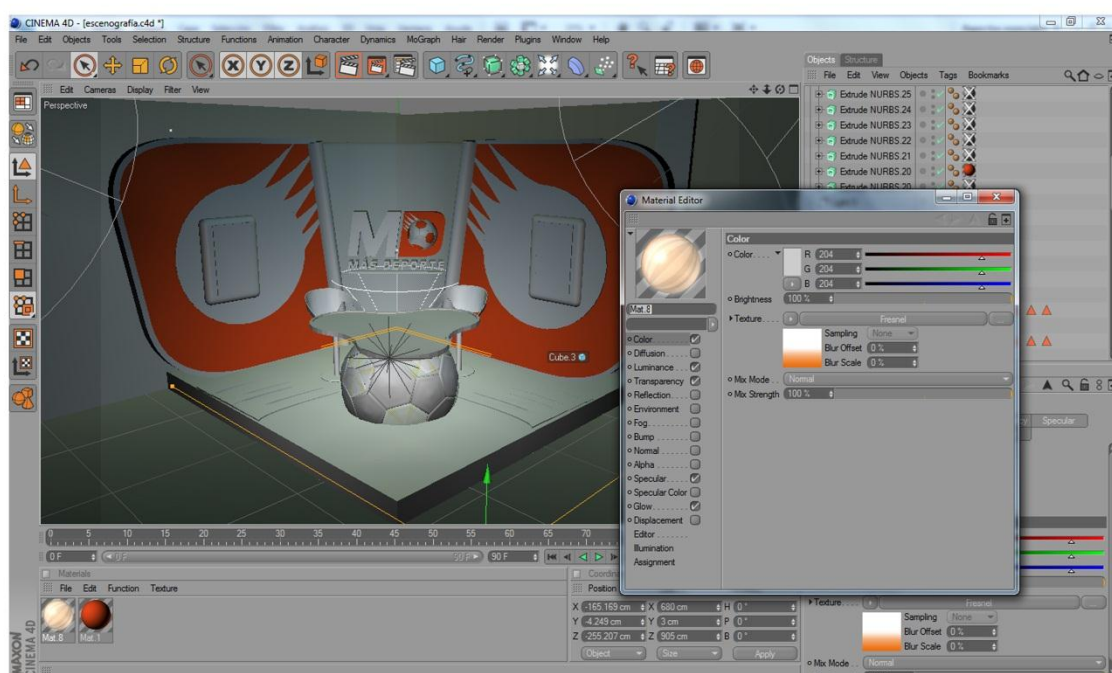 CINEMA 4D - [escenografía.c4d *]
File Edit Objects Tools Selection Structure Functions Animation Character Dynamics MoGraph Hair Render Plugins Window Help
Edit Cameras Display Filter View
Perspective
MD
MAS DEPORTE
Cube.3
Objects Structure
File Edit View Objects Tags Bookmarks
Extrude NURBS.25
Extrude NURBS.24
Extrude NURBS.23
Extrude NURBS.22
Extrude NURBS.21
Extrude NURBS.20
Extrude NURBS.20
Material Editor
Mat.8
Color
Diffusion
Luminance
Transparency
Reflection
Environment
Fog
Bump
Normal
Alpha
Specular
Specular Color
Glow
Displacement
Editor
Illumination
Assignment
Color
Color R 204
G 204
B 204
Brightness 100 %
Texture Fresnel
Sampling None
Blur Offset 0 %
Blur Scale 0 %
Mix Mode Normal
Mix Strength 100 %
Specular
0 5 10 15 20 25 30 35 40 45 50 55 60 65 70
0 F 0 F 90 F 90 F
Materials
File Edit Function Texture
Mat.8 Mat.1
Position
X -165.169 cm X 680 cm H 0 °
Y -4.249 cm Y 3 cm P 0 °
Z -255.207 cm Z 905 cm B 0 °
Object Size Apply
Texture Fresnel
Sampling None
Blur Offset 0 %
Blur Scale 0 %
Mix Mode Normal
MAXON
CINEMA 4D